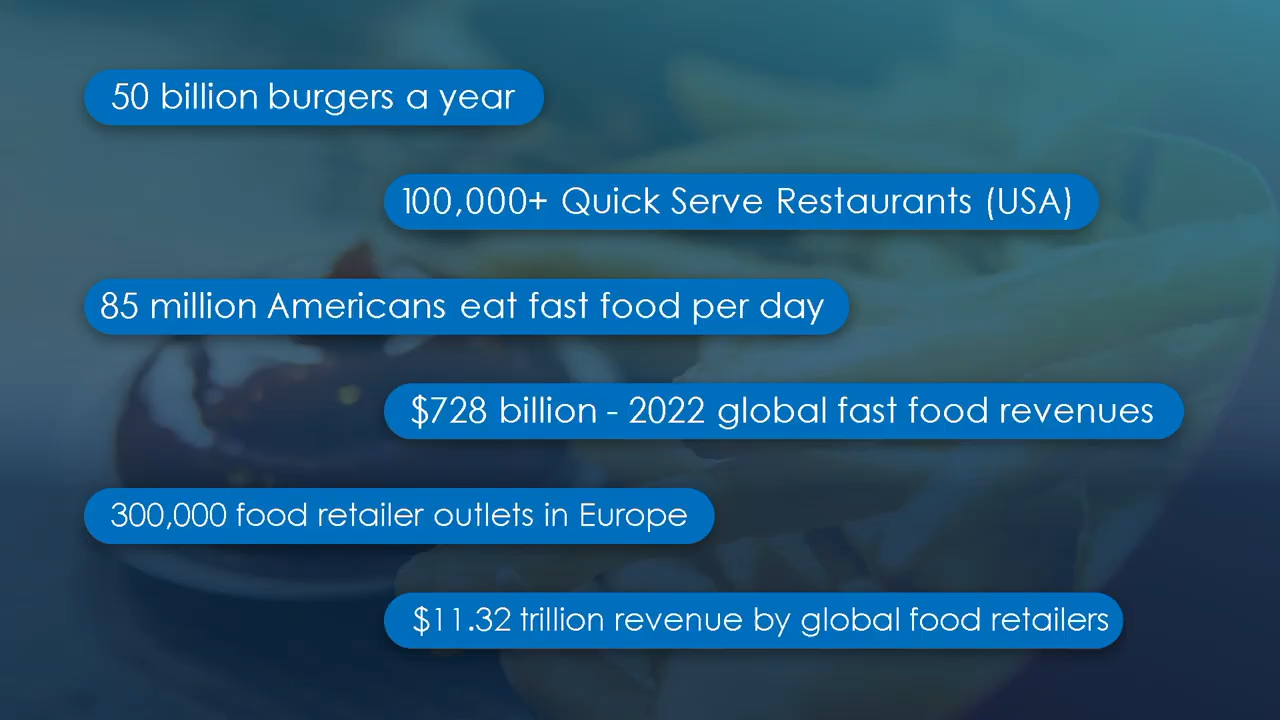 50 billion burgers a year
100,000+ Quick Serve Restaurants (USA)
85 million Americans eat fast food per day
$728 billion - 2022 global fast food revenues
300,000 food retailer outlets in Europe
$11.32 trillion revenue by global food retailers